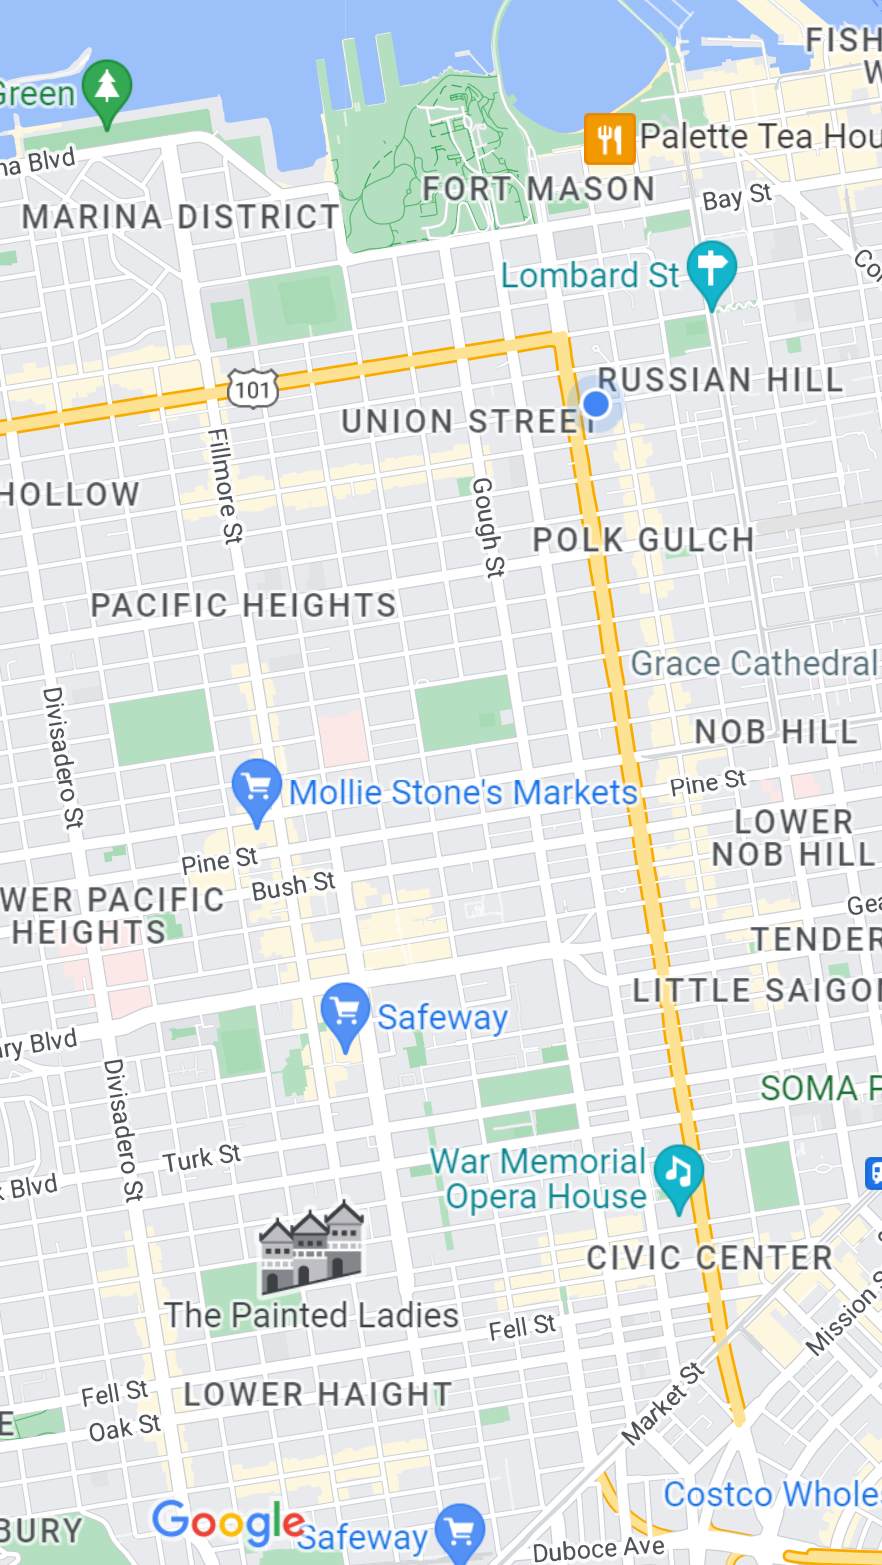 FISH
W
Green
na Blvd
Palette Tea Hou
FORT MASON
Bay St
MARINA DISTRICT
Lombard St
Col
RUSSIAN HILL
101
UNION STREET
Fillmore St
HOLLOW
Gough St
POLK GULCH
PACIFIC HEIGHTS
Grace Cathedral
Divisadero St
NOB HILL
Pine St
Mollie Stone's Markets
LOWER
NOB HILL
Pine St
Bush St
WER PACIFIC
HEIGHTS
Gea
TENDER
LITTLE SAIGON
Safeway
ary Blvd
Divisadero St
SOMA P
Turk St
War Memorial
Opera House
k Blvd
CIVIC CENTER
The Painted Ladies
Fell St
Mission S
Market St
Fell St
LOWER HAIGHT
E
Oak St
Costco Whole
BURY
Google
Safeway
Duboce Ave